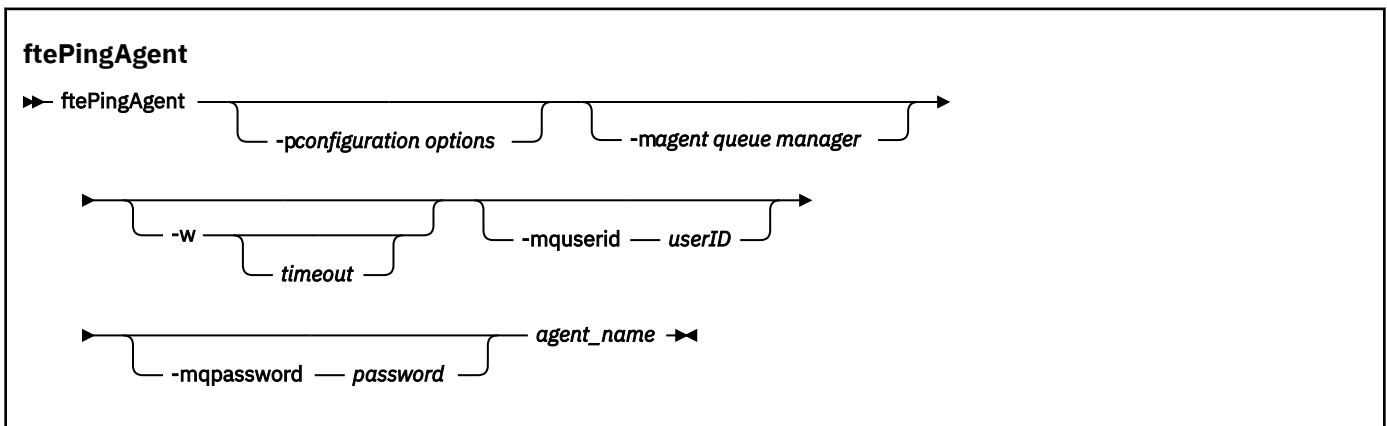 ftePingAgent
ftePingAgent
-pconfiguration options
-magent queue manager
-w
timeout
-mquserid
userID
-mqpassword
password
agent_name